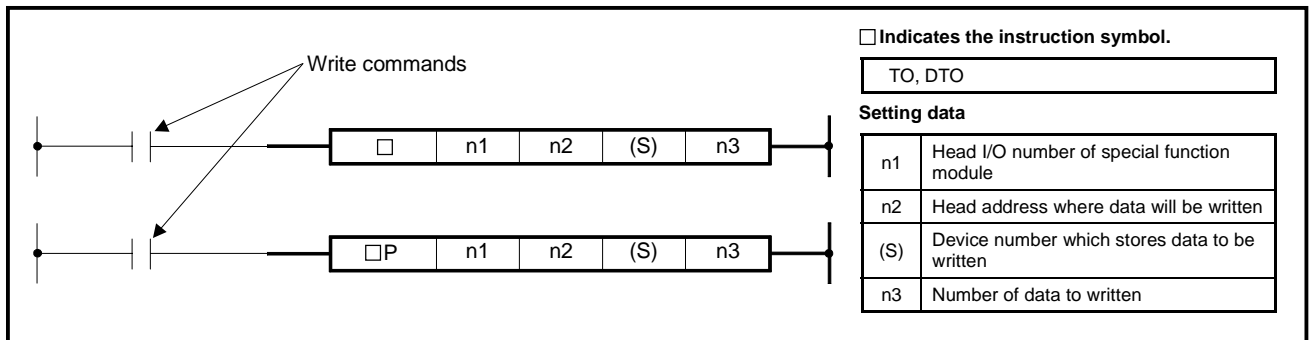 Write commands
□ n1 n2 (S) n3
□P n1 n2 (S) n3
□ Indicates the instruction symbol.
TO, DTO
Setting data
n1 Head I/O number of special function
module
n2 Head address where data will be written
(S) Device number which stores data to be
written
n3 Number of data to written